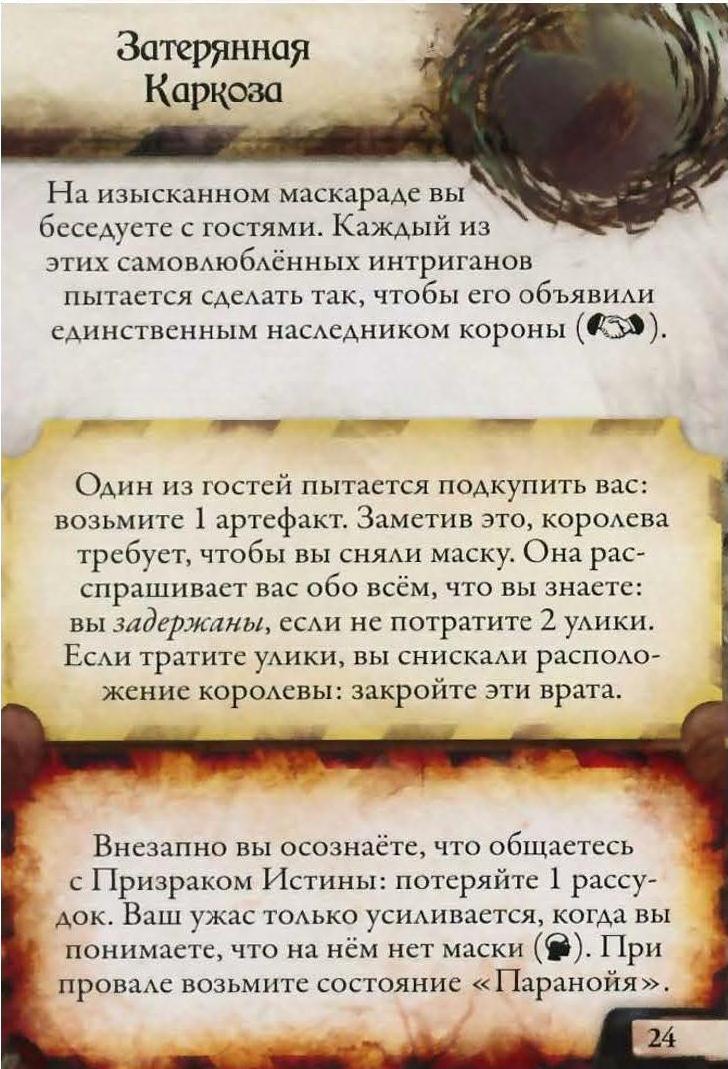 Затерянная
Каркоза
На изысканном маскараде вы
беседуете с гостями. Каждый из
этих самовлюблённых интриганов
пытается сделать так, чтобы его объявили
единственным наследником короны ( ).
Один из гостей пытается подкупить вас:
возьмите 1 артефакт. Заметив это, королева
требует, чтобы вы сняли маску. Она рас-
спрашивает вас обо всём, что вы знаете:
вы задержаны, если не потратите 2 улики.
Если тратите улики, вы снискали располо-
жение королевы: закройте эти врата.
Внезапно вы осознаёте, что общаетесь
с Призраком Истины: потеряйте 1 рассу-
док. Ваш ужас только усиливается, когда вы
понимаете, что на нём нет маски ( ). При
провале возьмите состояние «Паранойя».
24